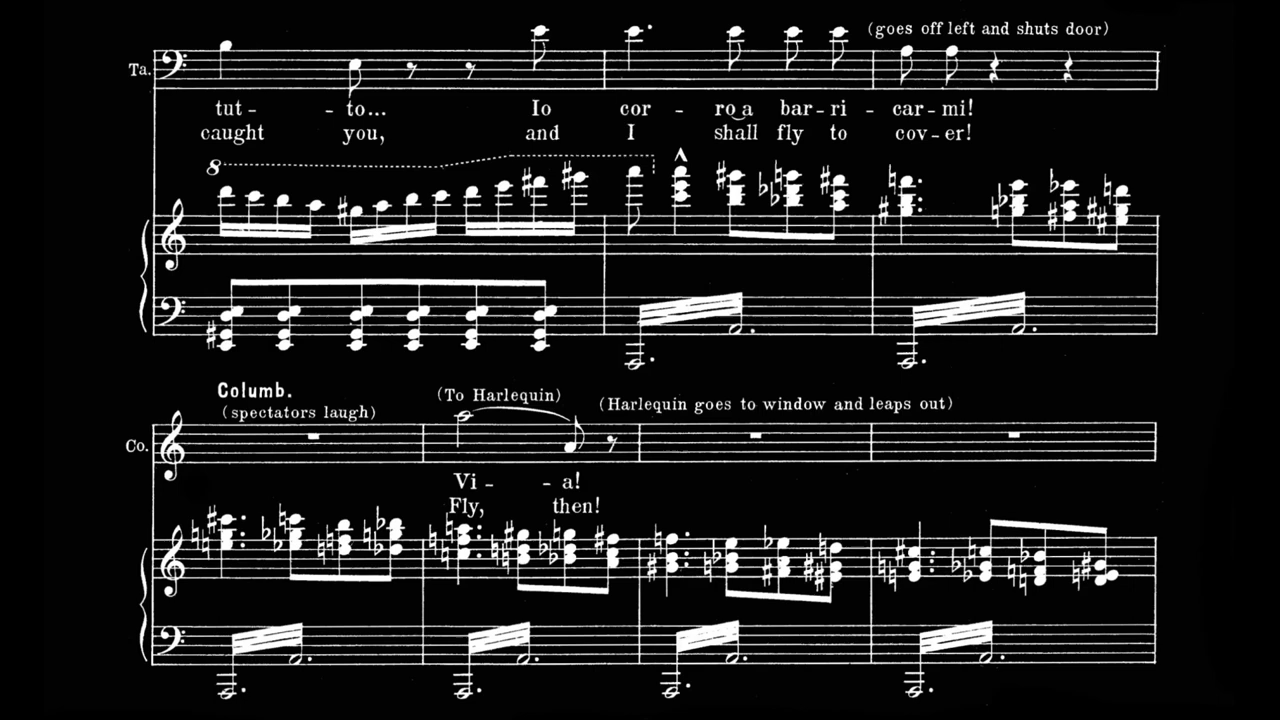 (goes off left and shuts door)
Ta.
tut - - to... Io cor - ro a bar - ri - car - mi!
caught you, and I shall fly to cov - er!
8
Columb.
(spectators laugh) (To Harlequin) (Harlequin goes to window and leaps out)
Co.
Vi - - a!
Fly, then!